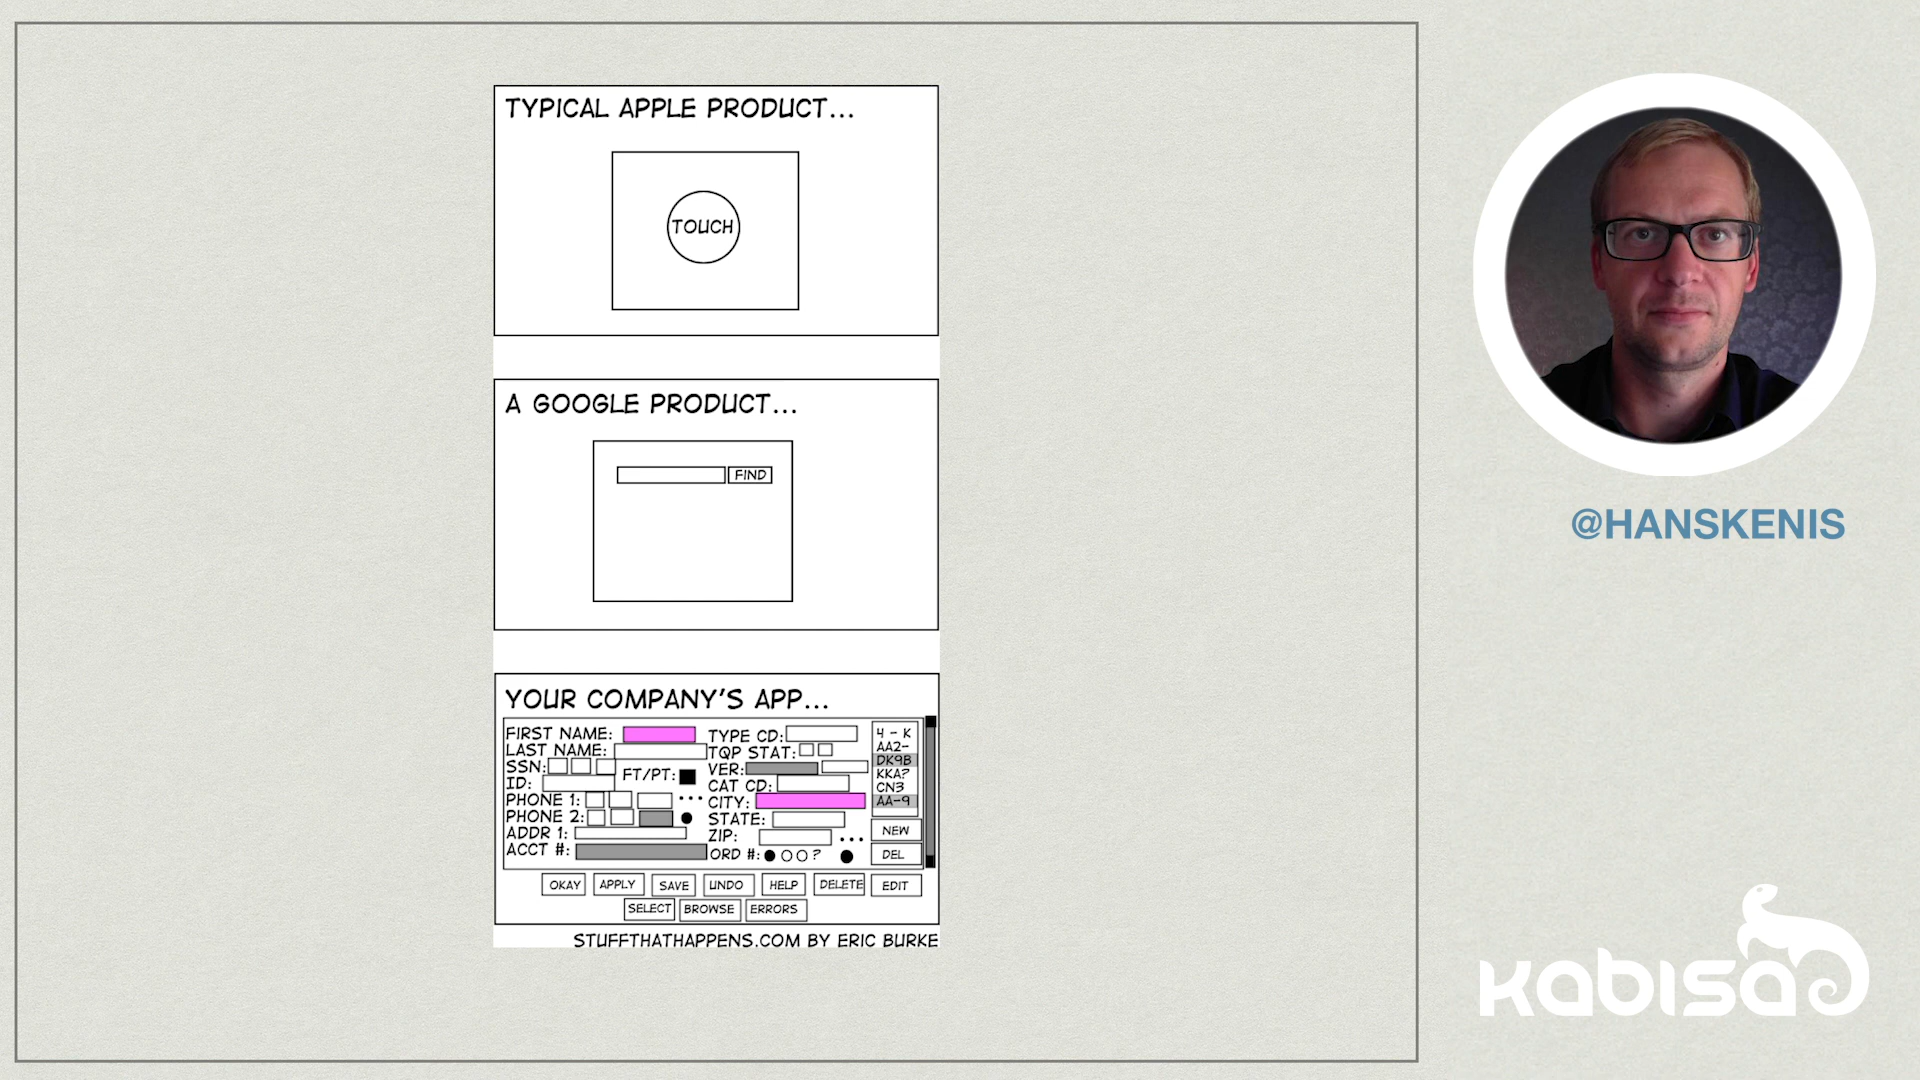 TYPICAL APPLE PRODUCT...
TOUCH
A GOOGLE PRODUCT...
FIND
YOUR COMPANY'S APP...
FIRST NAME:
LAST NAME:
SSN:
FT/PT:
ID:
PHONE 1:
...
PHONE 2:
ADDR 1:
ACCT #:
TYPE CD:
TQP STAT:
VER:
CAT CD:
CITY:
STATE:
ZIP:
...
ORD #: ?
4 - K
AA2-
DK9B
KKA?
CN3
AA-9
NEW
DEL
OKAY APPLY SAVE UNDO HELP DELETE EDIT
SELECT BROWSE ERRORS
STUFFTHATHAPPENS.COM BY ERIC BURKE
@HANSKENIS
kabisa